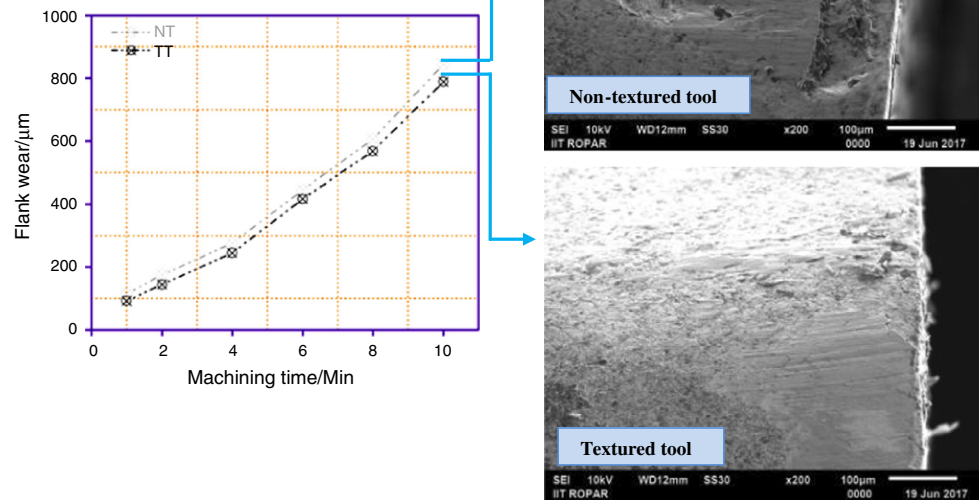 1000
800
600
400
200
0
NT
TT
Flank wear/µm
0 2 4 6 8 10
Machining time/Min
Non-textured tool
SEI 10kV WD12mm SS30 x200 100µm
IIT ROPAR 0000 19 Jun 2017
Textured tool
SEI 10kV WD12mm SS30 x200 100µm
IIT ROPAR 0000 19 Jun 2017